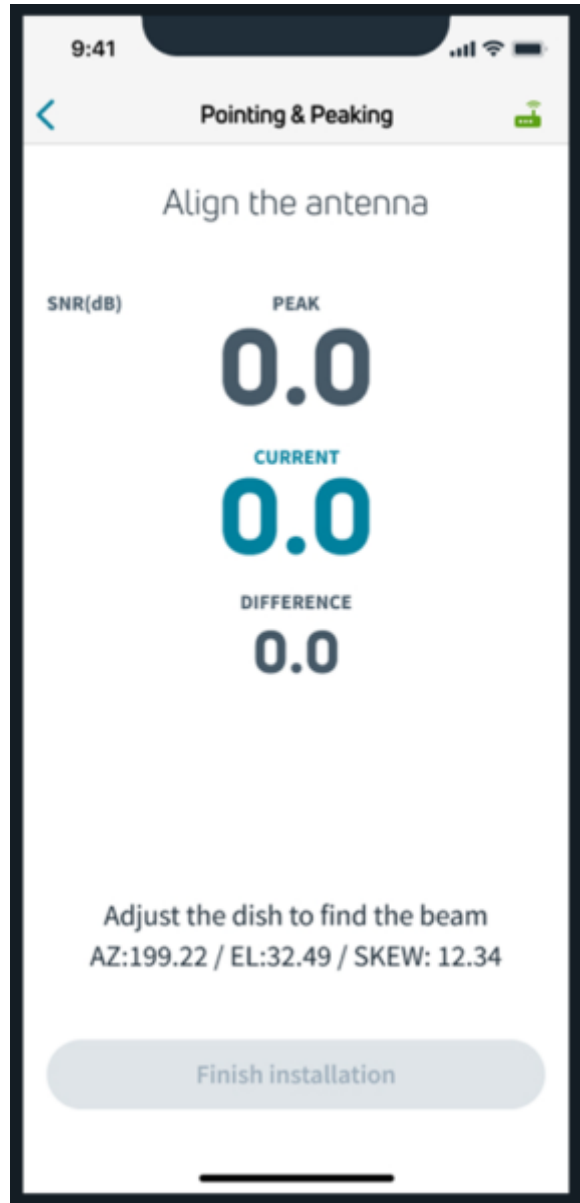 9:41
Pointing & Peaking
Align the antenna
SNR(dB)
PEAK
0.0
CURRENT
0.0
DIFFERENCE
0.0
Adjust the dish to find the beam
AZ:199.22 / EL:32.49 / SKEW: 12.34
Finish installation